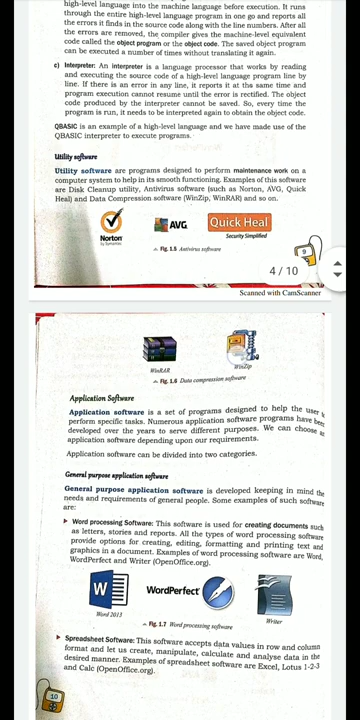 high-level language into the machine language before execution. It runs
through the entire high-level language program in one go and reports all
the errors it finds in the source code along with the line numbers. After all
the errors are removed, the compiler gives the machine-level equivalent
code called the object program or the object code. The saved object program
can be executed a number of times without translating it again.
c) Interpreter: An interpreter is a language processor that works by reading
and executing the source code of a high-level language program line by
line. If there is an error in any line, it reports it at the same time and
program execution cannot resume until the error is rectified. The object
code produced by the interpreter cannot be saved. So, every time the
program is run, it needs to be interpreted again to obtain the object code.
QBASIC is an example of a high-level language and we have made use of the
QBASIC interpreter to execute programs.
Utility software
Utility software are programs designed to perform maintenance work on a
computer system to help in its smooth functioning. Examples of this software
are Disk Cleanup utility, Antivirus software (such as Norton, AVG, Quick
Heal) and Data Compression software (WinZip, WinRAR) and so on.
Norton
by Symantec
AVG
Quick Heal
Security Simplified
Fig. 1.5 Antivirus software
9
4 / 10
Scanned with CamScanner
WinRAR
WinZip
Fig. 1.6 Data compression software
Application Software
Application software is a set of programs designed to help the user
perform specific tasks. Numerous application software programs have been
developed over the years to serve different purposes. We can choose
application software depending upon our requirements.
Application software can be divided into two categories.
General purpose application software
General purpose application software is developed keeping in mind the
needs and requirements of general people. Some examples of such software
are:
▶ Word processing Software: This software is used for creating documents such
as letters, stories and reports. All the types of word processing software
provide options for creating, editing, formatting and printing text and
graphics in a document. Examples of word processing software are Word,
WordPerfect and Writer (OpenOffice.org).
W
WordPerfect
Word 2013
Writer
Fig. 1.7 Word processing software
▶ Spreadsheet Software: This software accepts data values in row and column
format and let us create, manipulate, calculate and analyse data in the
desired manner. Examples of spreadsheet software are Excel, Lotus 1-2-3
and Calc (OpenOffice.org).
10